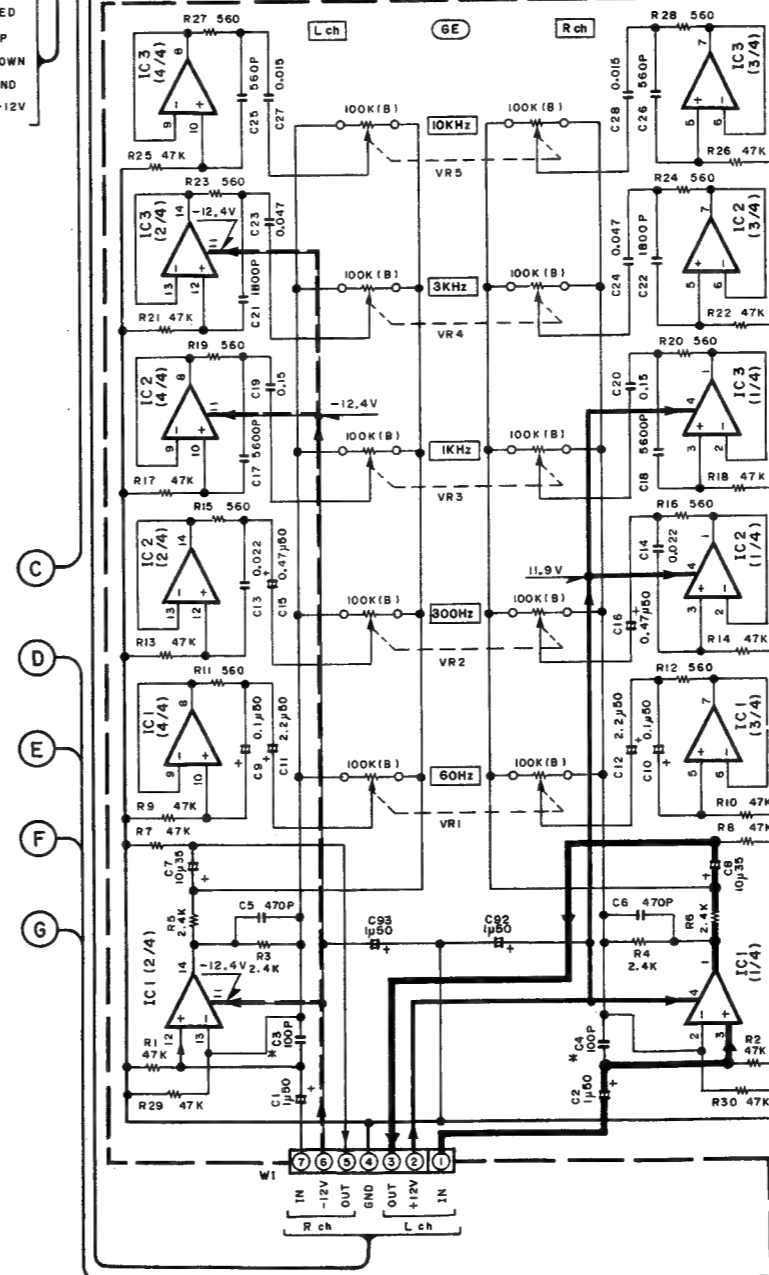 ED
P
OWN
ND
-12V
L ch
GE
R ch
R27 560
IC3 (4/4)
8
9
10
C25 560P
C27 0.015
R25 47K
100K(B)
10KHz
100K(B)
VR5
R28 560
C28 0.015
C26 560P
IC3 (3/4)
7
5
6
R26 47K
R23 560
IC3 (2/4)
14
-12.4V
11
13
12
C23 0.047
C21 1800P
R21 47K
100K(B)
3KHz
100K(B)
VR4
R24 560
C24 0.047
C22 1800P
IC2 (3/4)
7
5
6
R22 47K
R19 560
IC2 (4/4)
8
11
9
10
C19 0.15
C17 5600P
-12.4V
R17 47K
100K(B)
1KHz
100K(B)
VR3
R20 560
C20 0.15
C18 5600P
IC3 (1/4)
1
4
3
2
R18 47K
R15 560
IC2 (2/4)
14
13
12
C13 0.022
C15 0.47μ50
R13 47K
100K(B)
300Hz
100K(B)
VR2
11.9V
R16 560
C14 0.022
C16 0.47μ50
IC2 (1/4)
1
4
3
2
R14 47K
R11 560
IC1 (4/4)
8
9
10
C9 0.1μ50
C11 2.2μ50
R9 47K
100K(B)
60Hz
100K(B)
VR1
R12 560
C12 2.2μ50
C10 0.1μ50
IC1 (3/4)
7
5
6
R10 47K
R7 47K
R8 47K
C7 10μ35
C8 10μ35
R5 2.4K
C5 470P
R3 2.4K
C93 1μ50
C92 1μ50
C6 470P
R4 2.4K
R6 2.4K
IC1 (2/4)
14
-12.4V
11
12
13
IC1 (1/4)
1
4
2
3
R1 47K
*C3 100P
*C4 100P
R2 47K
R29 47K
C1 1μ50
C2 1μ50
R30 47K
W1
7 6 5 4 3 2 1
IN
-12V
OUT
GND
OUT
+12V
IN
R ch
L ch
C
D
E
F
G